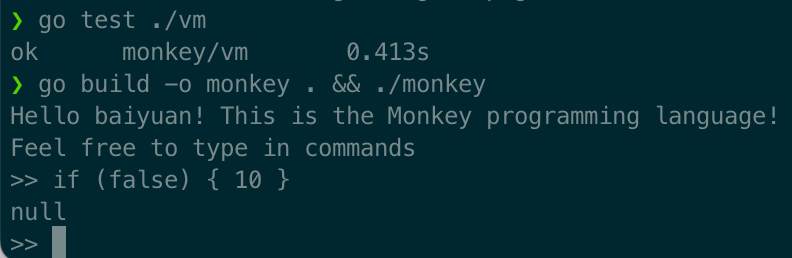 ❯ go test ./vm
ok      monkey/vm       0.413s
❯ go build -o monkey . && ./monkey
Hello baiyuan! This is the Monkey programming language!
Feel free to type in commands
>> if (false) { 10 }
null
>>